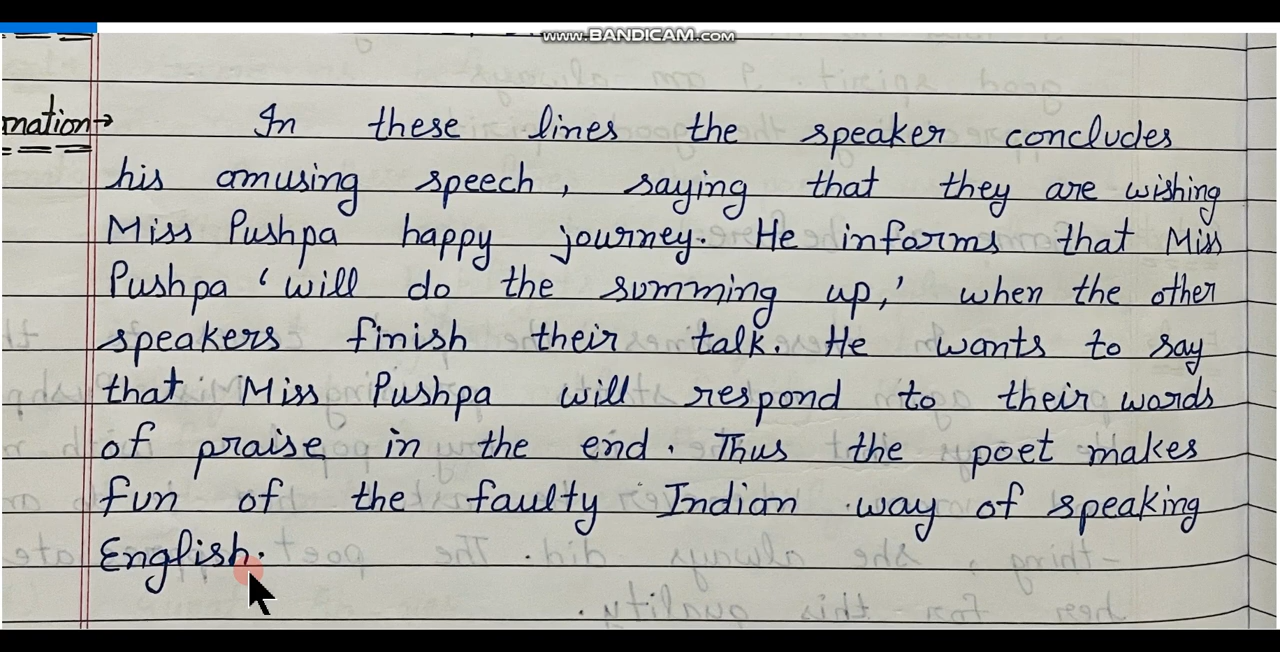 www.BANDICAM.com
mation→ In these lines the speaker concludes
his amusing speech, saying that they are wishing
Miss Pushpa happy journey. He informs that Miss
Pushpa 'will do the summing up,' when the other
speakers finish their talk. He wants to say
that Miss Pushpa will respond to their words
of praise in the end. Thus the poet makes
fun of the faulty Indian way of speaking
English.